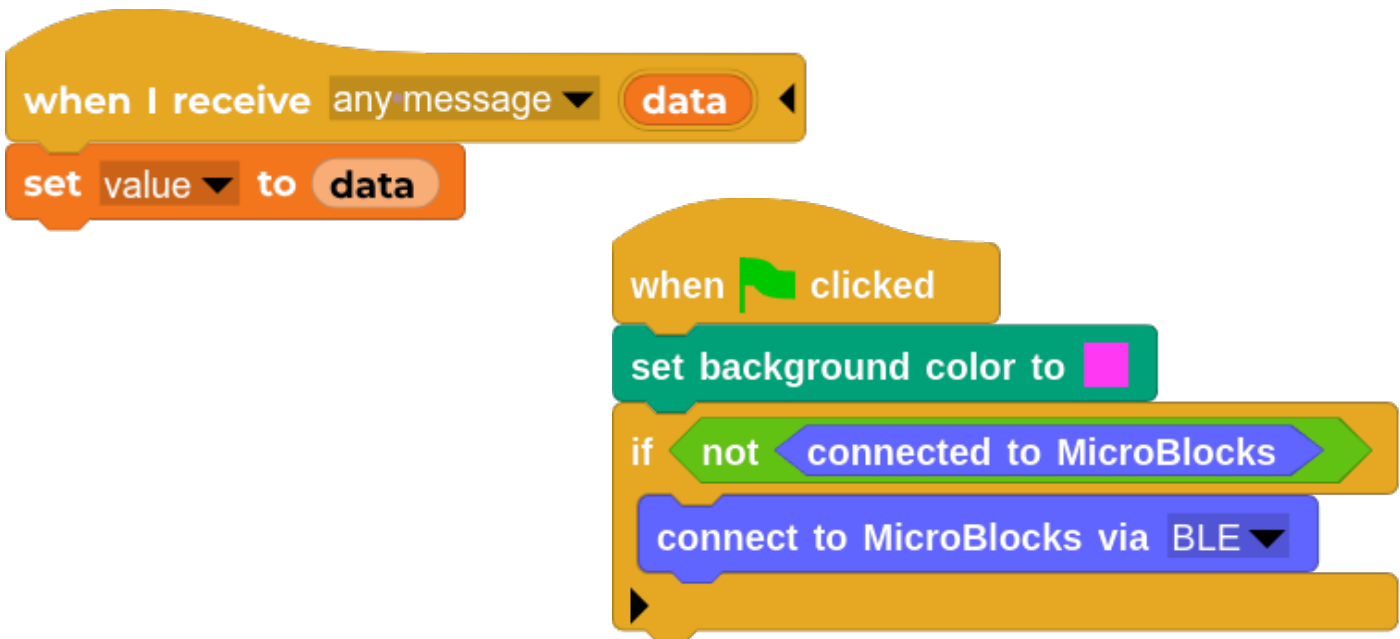 when I receive any message data
set value to data
when clicked
set background color to
if not connected to MicroBlocks
connect to MicroBlocks via BLE